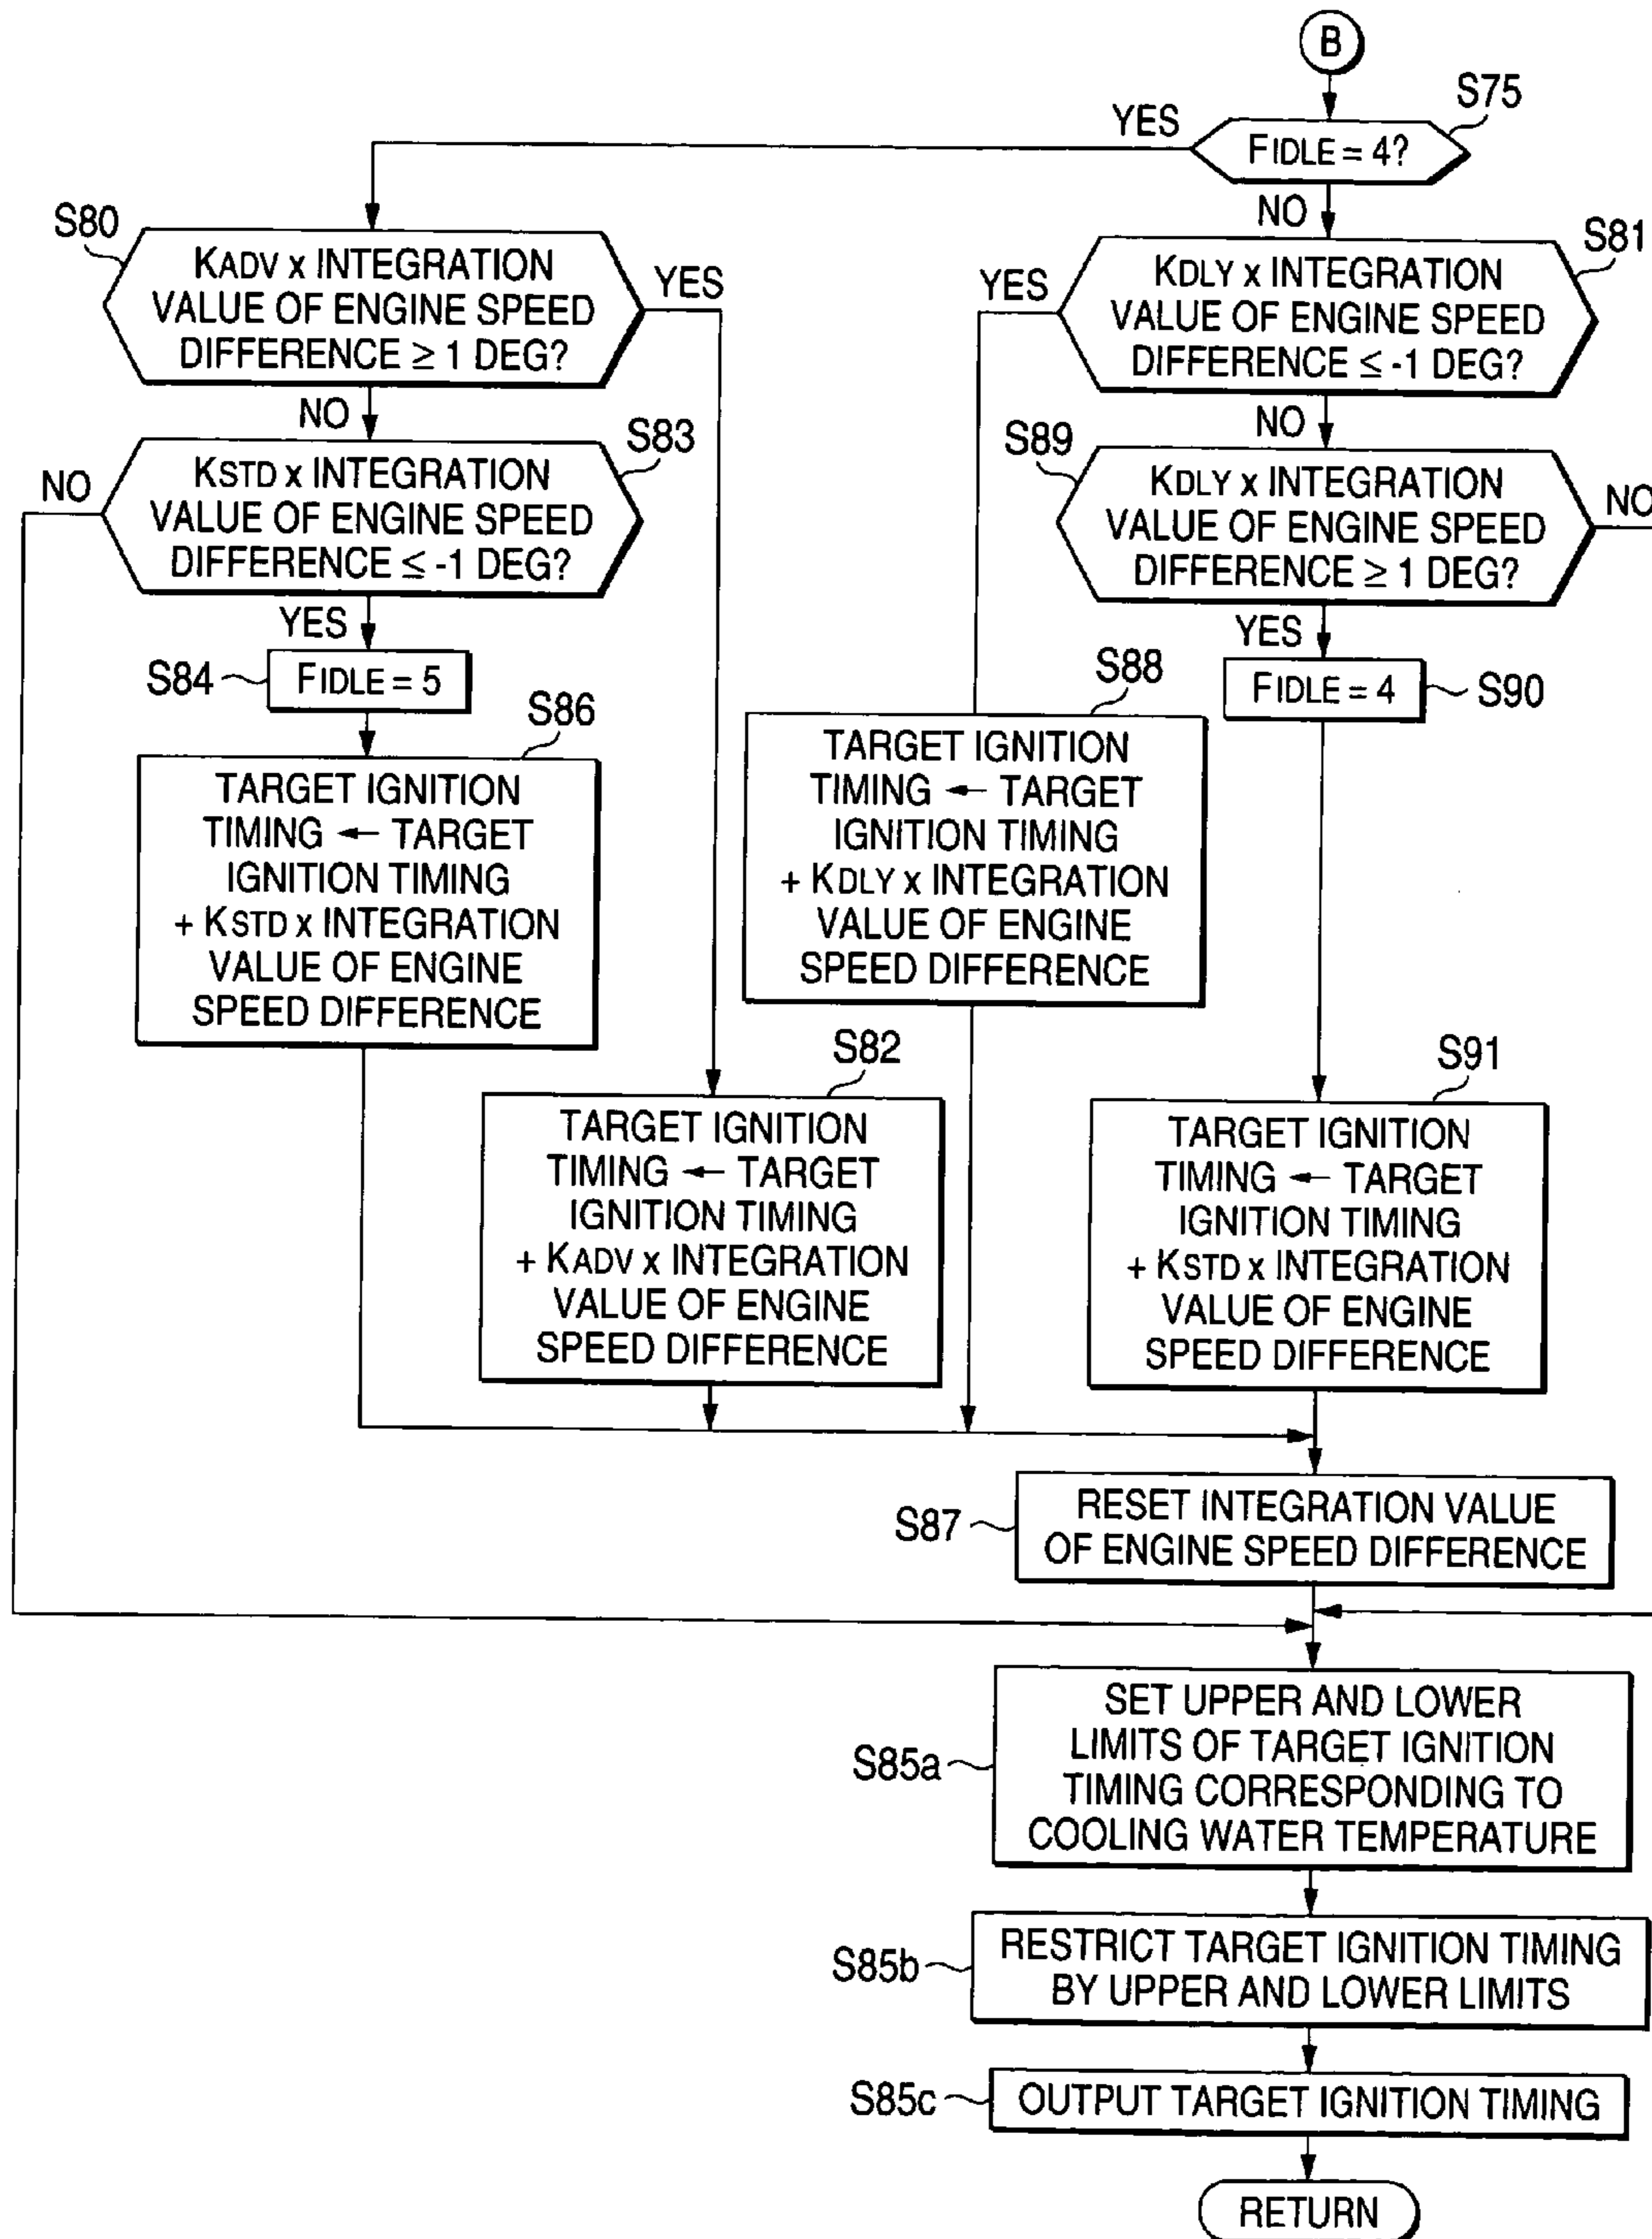 B
S75
YES
FIDLE = 4?
NO
S80
KADV x INTEGRATION
VALUE OF ENGINE SPEED
DIFFERENCE ≥ 1 DEG?
YES
NO
S81
KDLY x INTEGRATION
VALUE OF ENGINE SPEED
DIFFERENCE ≤ -1 DEG?
YES
NO
S83
KSTD x INTEGRATION
VALUE OF ENGINE SPEED
DIFFERENCE ≤ -1 DEG?
NO
YES
S89
KDLY x INTEGRATION
VALUE OF ENGINE SPEED
DIFFERENCE ≥ 1 DEG?
NO
YES
S84
FIDLE = 5
S90
FIDLE = 4
S86
TARGET IGNITION
TIMING ← TARGET
IGNITION TIMING
+ KSTD x INTEGRATION
VALUE OF ENGINE
SPEED DIFFERENCE
S88
TARGET IGNITION
TIMING ← TARGET
IGNITION TIMING
+ KDLY x INTEGRATION
VALUE OF ENGINE
SPEED DIFFERENCE
S82
TARGET IGNITION
TIMING ← TARGET
IGNITION TIMING
+ KADV x INTEGRATION
VALUE OF ENGINE
SPEED DIFFERENCE
S91
TARGET IGNITION
TIMING ← TARGET
IGNITION TIMING
+ KSTD x INTEGRATION
VALUE OF ENGINE
SPEED DIFFERENCE
S87
RESET INTEGRATION VALUE
OF ENGINE SPEED DIFFERENCE
S85a
SET UPPER AND LOWER
LIMITS OF TARGET IGNITION
TIMING CORRESPONDING TO
COOLING WATER TEMPERATURE
S85b
RESTRICT TARGET IGNITION TIMING
BY UPPER AND LOWER LIMITS
S85c
OUTPUT TARGET IGNITION TIMING
RETURN